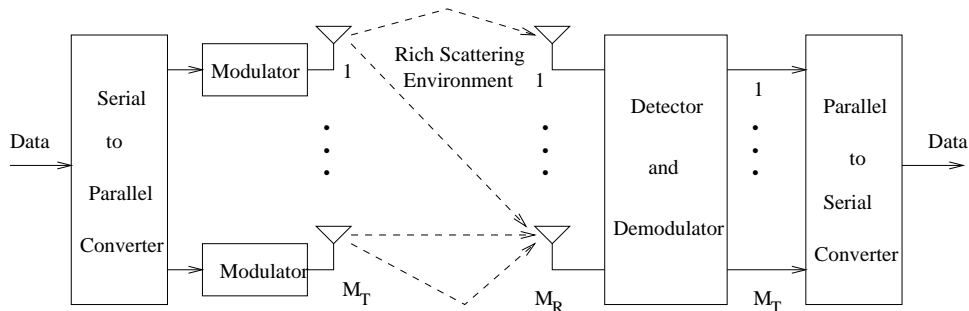 Data
Serial
to
Parallel
Converter
Modulator
1
Modulator
M_T
Rich Scattering
Environment
1
M_R
Detector
and
Demodulator
1
M_T
Parallel
to
Serial
Converter
Data